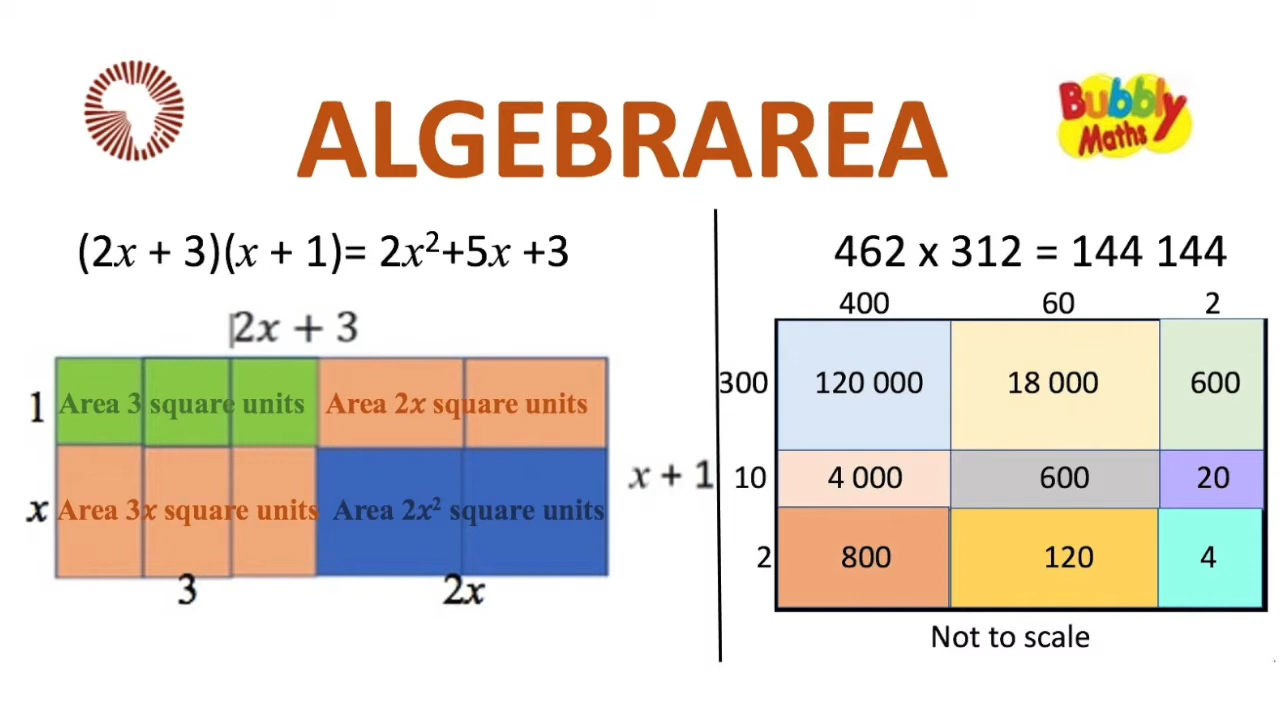 Bubbly
Maths
ALGEBRAREA
(2x + 3)(x + 1)= 2x²+5x +3
2x + 3
1
Area 3 square units
Area 2x square units
x + 1
x
Area 3x square units
Area 2x² square units
3
2x
462 x 312 = 144 144
400 60 2
300 120 000 18 000 600
10 4 000 600 20
2 800 120 4
Not to scale